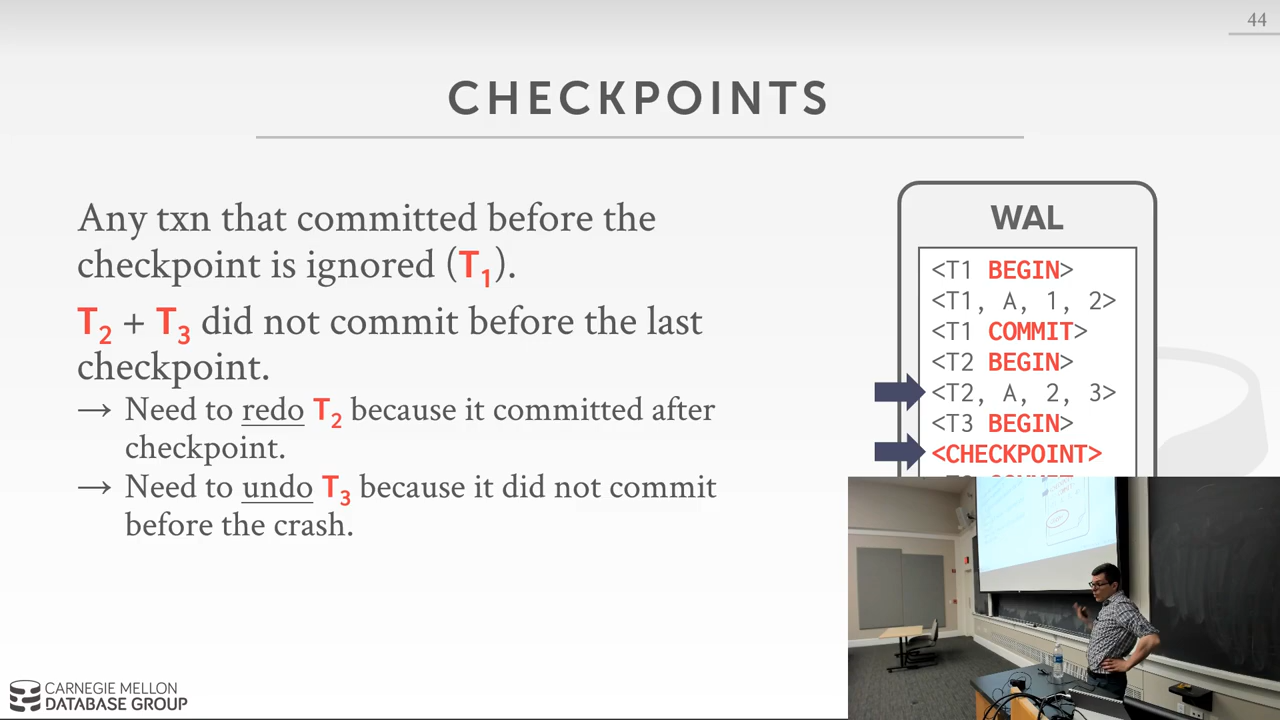 44
CHECKPOINTS
Any txn that committed before the
checkpoint is ignored (T1).
T2 + T3 did not commit before the last
checkpoint.
→ Need to redo T2 because it committed after
checkpoint.
→ Need to undo T3 because it did not commit
before the crash.
WAL
<T1 BEGIN>
<T1, A, 1, 2>
<T1 COMMIT>
<T2 BEGIN>
<T2, A, 2, 3>
<T3 BEGIN>
<CHECKPOINT>
CARNEGIE MELLON
DATABASE GROUP